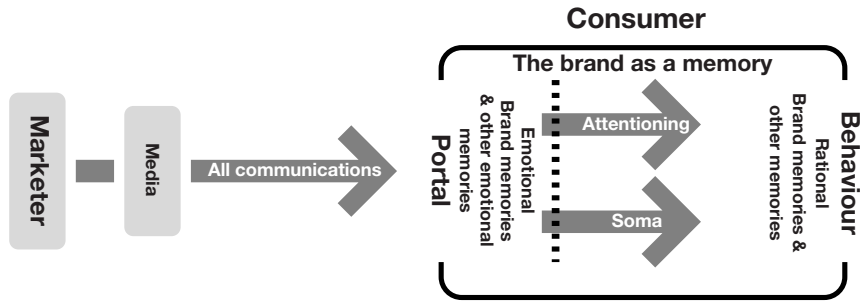 Consumer
The brand as a memory
Marketer
Media
All communications
Portal
Emotional
Brand memories
& other emotional
memories
Attentioning
Soma
Rational
Brand memories &
other memories
Behaviour